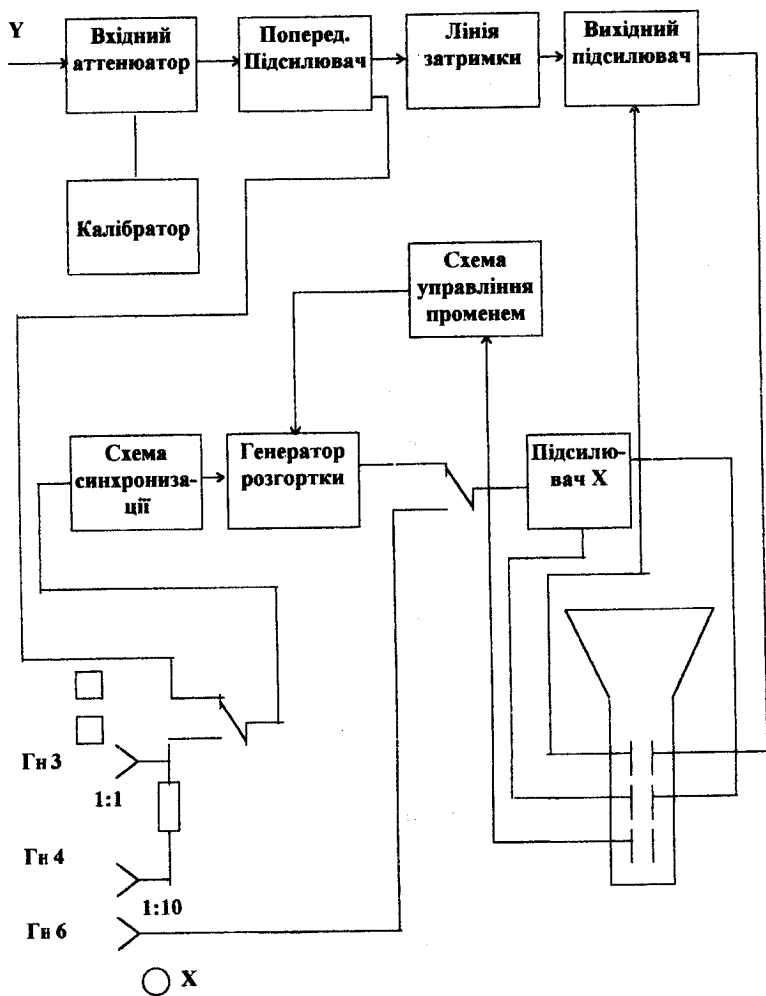 Y
Вхідний
аттенюатор
Поперед.
Підсилювач
Лінія
затримки
Вихідний
підсилювач
Калібратор
Схема
управління
променем
Схема
синхрониза-
ції
Генератор
розгортки
Підсилю-
вач X
Гн 3
1:1
Гн 4
1:10
Гн 6
X